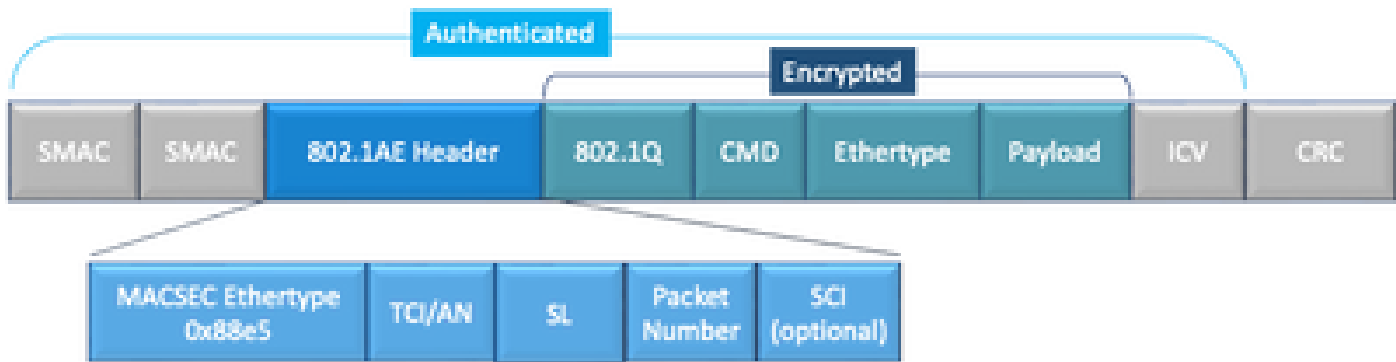 Authenticated
Encrypted
SMAC
SMAC
802.1AE Header
802.1Q
CMD
Ethertype
Payload
ICV
CRC
MACSEC Ethertype
0x88e5
TCI/AN
SL
Packet
Number
SCI
(optional)